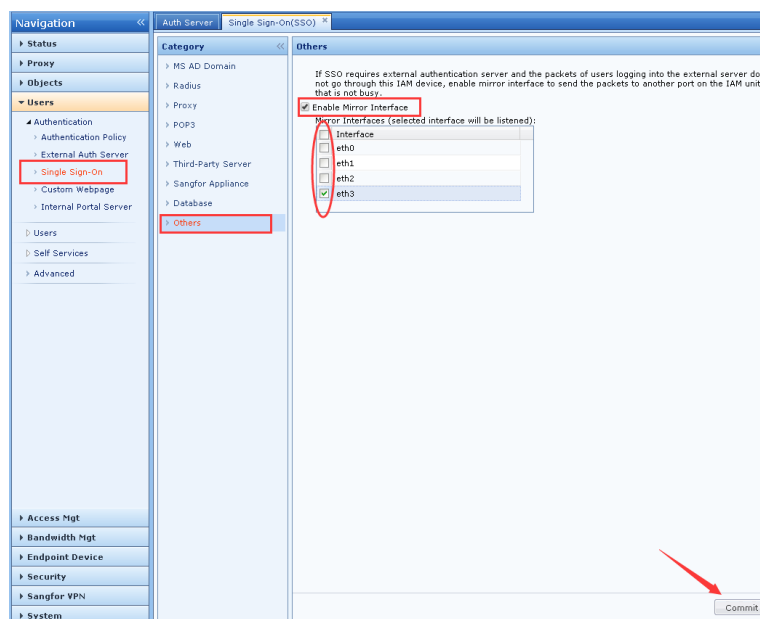 Navigation
Status
Proxy
Objects
Users
Authentication
Authentication Policy
External Auth Server
Single Sign-On
Custom Webpage
Internal Portal Server
Users
Self Services
Advanced
Access Mgt
Bandwidth Mgt
Endpoint Device
Security
Sangfor VPN
System
Auth Server
Single Sign-On(SSO)
Category
MS AD Domain
Radius
Proxy
POP3
Web
Third-Party Server
Sangfor Appliance
Database
Others
Others
If SSO requires external authentication server and the packets of users logging into the external server do
not go through this IAM device, enable mirror interface to send the packets to another port on the IAM unit
that is not busy.
Enable Mirror Interface
Mirror Interfaces (selected interface will be listened):
Interface
eth0
eth1
eth2
eth3
Commit